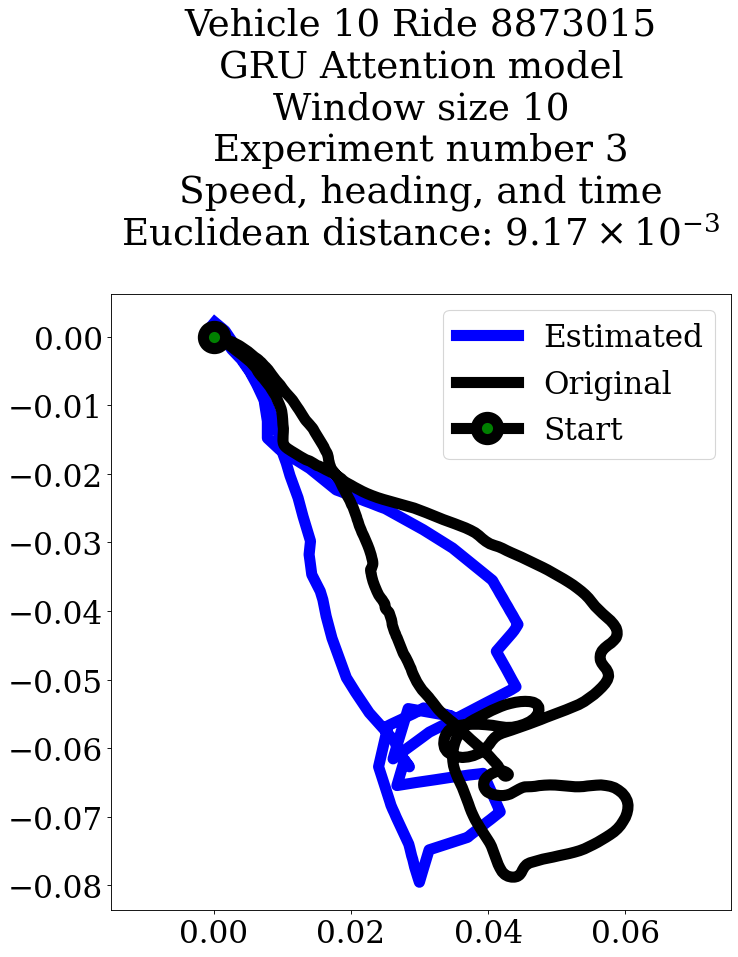 Vehicle 10 Ride 8873015
GRU Attention model
Window size 10
Experiment number 3
Speed, heading, and time
Euclidean distance: 9.17 × 10⁻³
Estimated
Original
Start
0.00
−0.01
−0.02
−0.03
−0.04
−0.05
−0.06
−0.07
−0.08
0.00 0.02 0.04 0.06